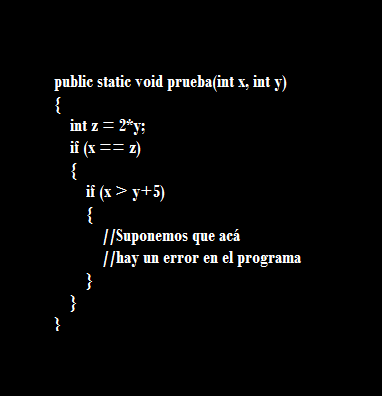 public static void prueba(int x, int y)
{
int z = 2*y;
if (x == z)
{
if (x > y+5)
{
//Suponemos que acá
//hay un error en el programa
}
}
}